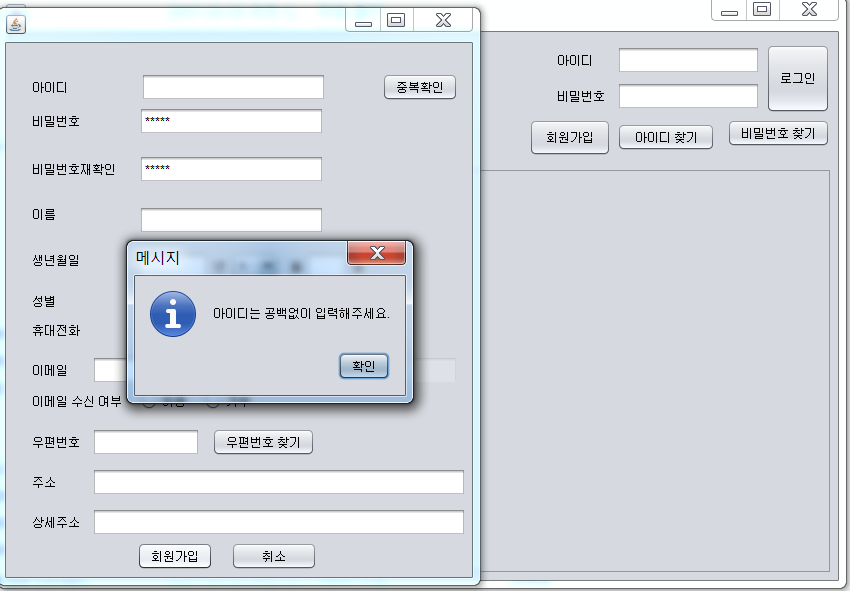 아이디
중복확인
비밀번호
*****
비밀번호재확인
*****
이름
생년월일
성별
휴대전화
이메일
이메일 수신 여부
우편번호
우편번호 찾기
주소
상세주소
회원가입
취소
메시지
아이디는 공백없이 입력해주세요.
확인
아이디
비밀번호
로그인
회원가입
아이디 찾기
비밀번호 찾기